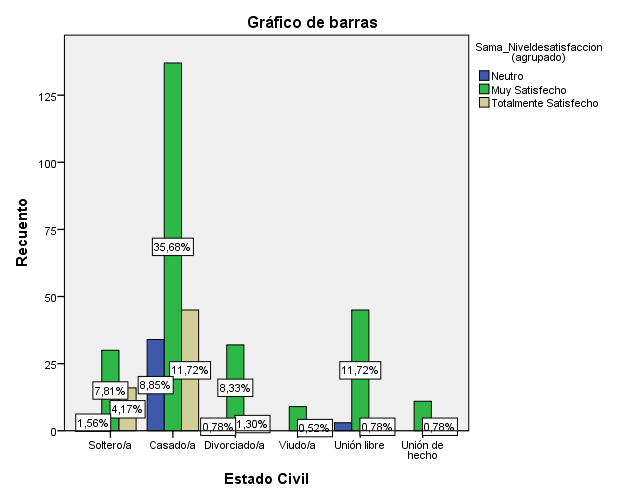 Gráfico de barras
Sama_Niveldesatisfaccion
(agrupado)
Neutro
Muy Satisfecho
Totalmente Satisfecho
Recuento
125
100
75
50
25
0
35,68%
7,81%
8,85%
11,72%
8,33%
11,72%
4,17%
1,56%
0,78%
1,30%
0,52%
0,78%
0,78%
Soltero/a
Casado/a
Divorciado/a
Viudo/a
Unión libre
Unión de
hecho
Estado Civil